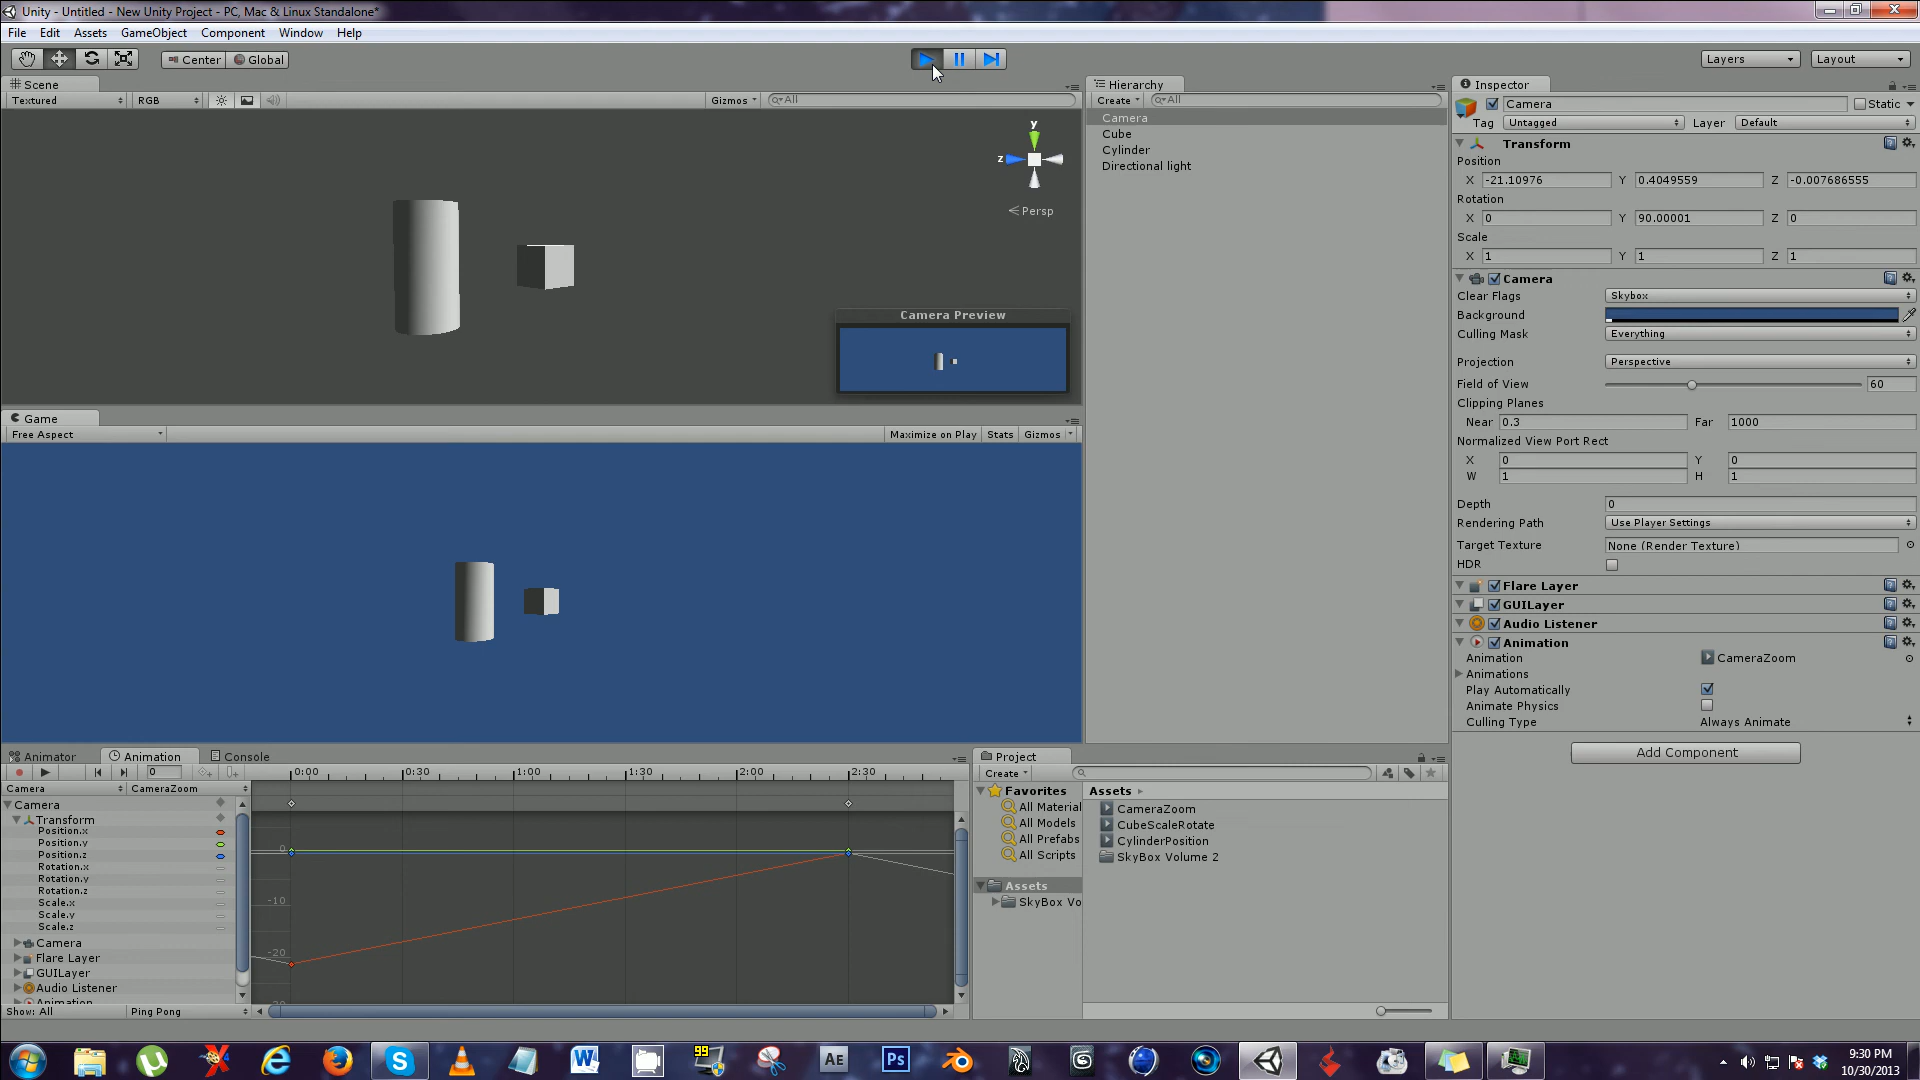 Unity - Untitled - New Unity Project - PC, Mac & Linux Standalone*
File Edit Assets GameObject Component Window Help
Center Global Layers Layout
Scene
Textured RGB Gizmos All
y
z
Persp
Camera Preview
Game
Free Aspect Maximize on Play Stats Gizmos
Hierarchy
Create All
Camera
Cube
Cylinder
Directional light
Inspector
Camera Static
Tag Untagged Layer Default
Transform
Position
X -21.10976 Y 0.4049559 Z -0.007686555
Rotation
X 0 Y 90.00001 Z 0
Scale
X 1 Y 1 Z 1
Camera
Clear Flags Skybox
Background
Culling Mask Everything
Projection Perspective
Field of View 60
Clipping Planes
Near 0.3 Far 1000
Normalized View Port Rect
X 0 Y 0
W 1 H 1
Depth 0
Rendering Path Use Player Settings
Target Texture None (Render Texture)
HDR
Flare Layer
GUILayer
Audio Listener
Animation
Animation CameraZoom
Animations
Play Automatically
Animate Physics
Culling Type Always Animate
Add Component
Animator Animation Console
0 0:00 0:30 1:00 1:30 2:00 2:30
Camera CameraZoom
Camera
Transform
Position.x
Position.y
Position.z
Rotation.x
Rotation.y
Rotation.z
Scale.x
Scale.y
Scale.z
Camera
Flare Layer
GUILayer
Audio Listener
Animation
Show: All Ping Pong
0
-10
-20
Project
Create
Favorites
All Material
All Models
All Prefabs
All Scripts
Assets
SkyBox Vo
Assets
CameraZoom
CubeScaleRotate
CylinderPosition
SkyBox Volume 2
99
Ae
Ps
9:30 PM
10/30/2013